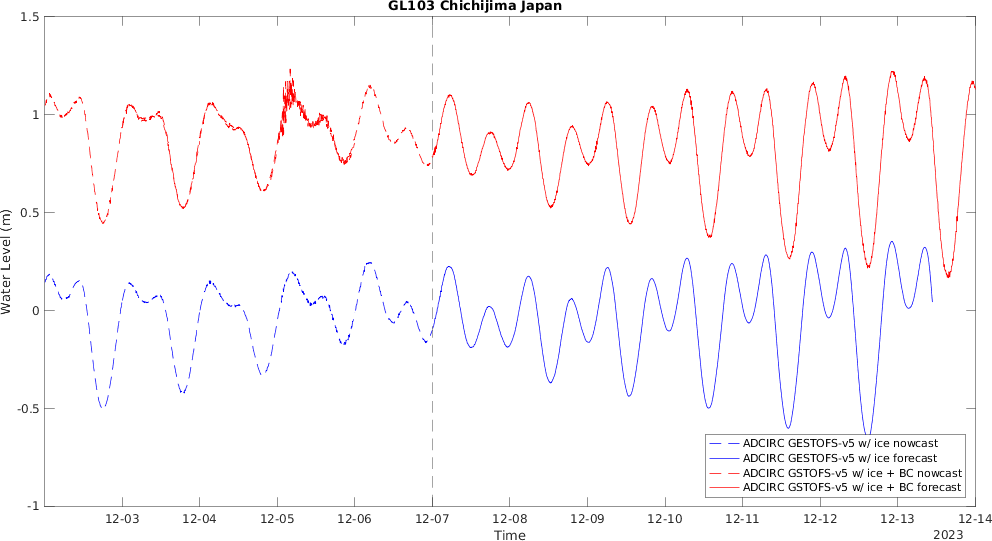 GL103 Chichijima Japan
1.5
1
0.5
0
-0.5
-1
Water Level (m)
ADCIRC GESTOFS-v5 w/ ice nowcast
ADCIRC GESTOFS-v5 w/ ice forecast
ADCIRC GSTOFS-v5 w/ ice + BC nowcast
ADCIRC GSTOFS-v5 w/ ice + BC forecast
12-03 12-04 12-05 12-06 12-07 12-08 12-09 12-10 12-11 12-12 12-13 12-14
Time
2023